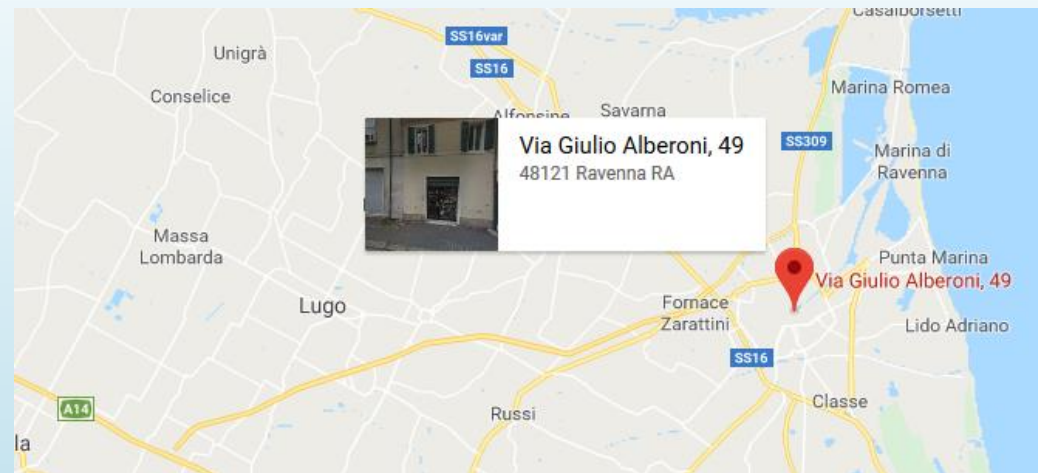 Casalborsetti
SS16var
Unigrà
SS16
Marina Romea
Conselice
Alfonsine
Savarna
Via Giulio Alberoni, 49
48121 Ravenna RA
SS309
Marina di
Ravenna
Massa
Lombarda
Punta Marina
Via Giulio Alberoni, 49
Lugo
Fornace
Zarattini
Lido Adriano
SS16
Classe
A14
Russi
la